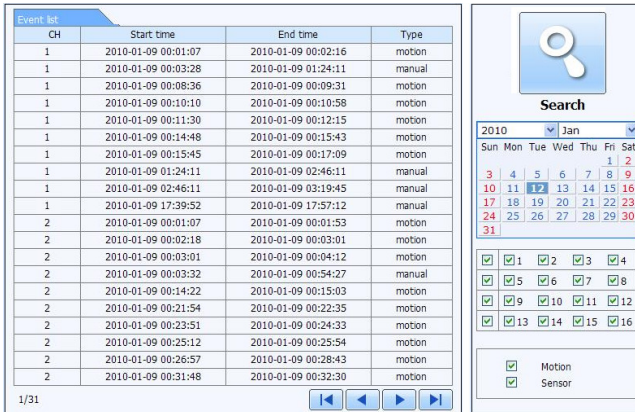 Event list
CH Start time End time Type
1 2010-01-09 00:01:07 2010-01-09 00:02:16 motion
1 2010-01-09 00:03:28 2010-01-09 01:24:11 manual
1 2010-01-09 00:08:36 2010-01-09 00:09:31 motion
1 2010-01-09 00:10:10 2010-01-09 00:10:58 motion
1 2010-01-09 00:11:30 2010-01-09 00:12:15 motion
1 2010-01-09 00:14:48 2010-01-09 00:15:43 motion
1 2010-01-09 00:15:45 2010-01-09 00:17:09 motion
1 2010-01-09 01:24:11 2010-01-09 02:46:11 manual
1 2010-01-09 02:46:11 2010-01-09 03:19:45 manual
1 2010-01-09 17:39:52 2010-01-09 17:57:12 manual
2 2010-01-09 00:01:07 2010-01-09 00:01:53 motion
2 2010-01-09 00:02:18 2010-01-09 00:03:01 motion
2 2010-01-09 00:03:01 2010-01-09 00:04:12 motion
2 2010-01-09 00:03:32 2010-01-09 00:54:27 manual
2 2010-01-09 00:14:22 2010-01-09 00:15:03 motion
2 2010-01-09 00:21:54 2010-01-09 00:22:35 motion
2 2010-01-09 00:23:51 2010-01-09 00:24:33 motion
2 2010-01-09 00:25:12 2010-01-09 00:25:54 motion
2 2010-01-09 00:26:57 2010-01-09 00:28:43 motion
2 2010-01-09 00:31:48 2010-01-09 00:32:30 motion
1/31
Search
2010 Jan
Sun Mon Tue Wed Thu Fri Sat
1 2
3 4 5 6 7 8 9
10 11 12 13 14 15 16
17 18 19 20 21 22 23
24 25 26 27 28 29 30
31
1 2 3 4
5 6 7 8
9 10 11 12
13 14 15 16
Motion
Sensor